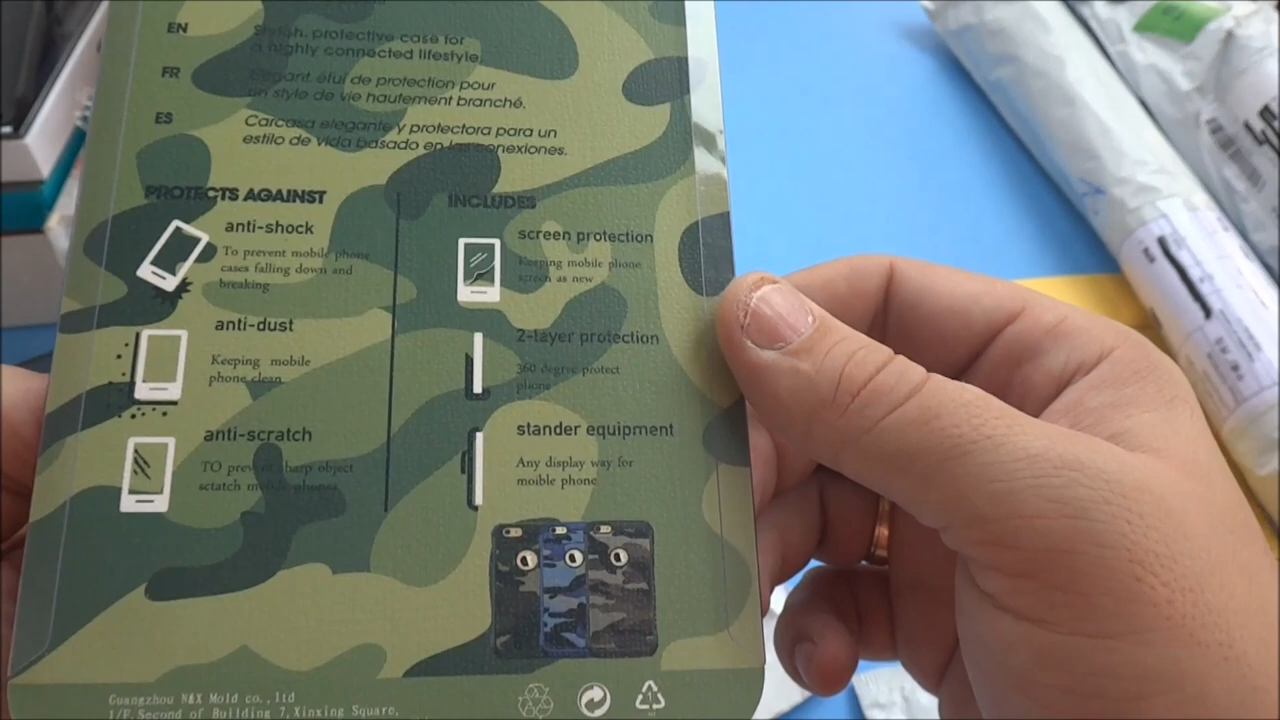 EN
Stylish, protective case for
a highly connected lifestyle.
FR
Élégant, étui de protection pour
un style de vie hautement branché.
ES
Carcasa elegante y protectora para un
estilo de vida basado en las conexiones.
PROTECTS AGAINST
anti-shock
To prevent mobile phone
cases falling down and
breaking
anti-dust
Keeping mobile
phone clean
anti-scratch
TO prevent sharp object
sctatch mobile phones
INCLUDES
screen protection
Keeping mobile phone
screen as new
2-layer protection
360 degree protect
phone
stander equipment
Any display way for
moible phone
Guangzhou N&X Mold co.,ltd
1/F,Second of Building 7,Xinxing Square,
1